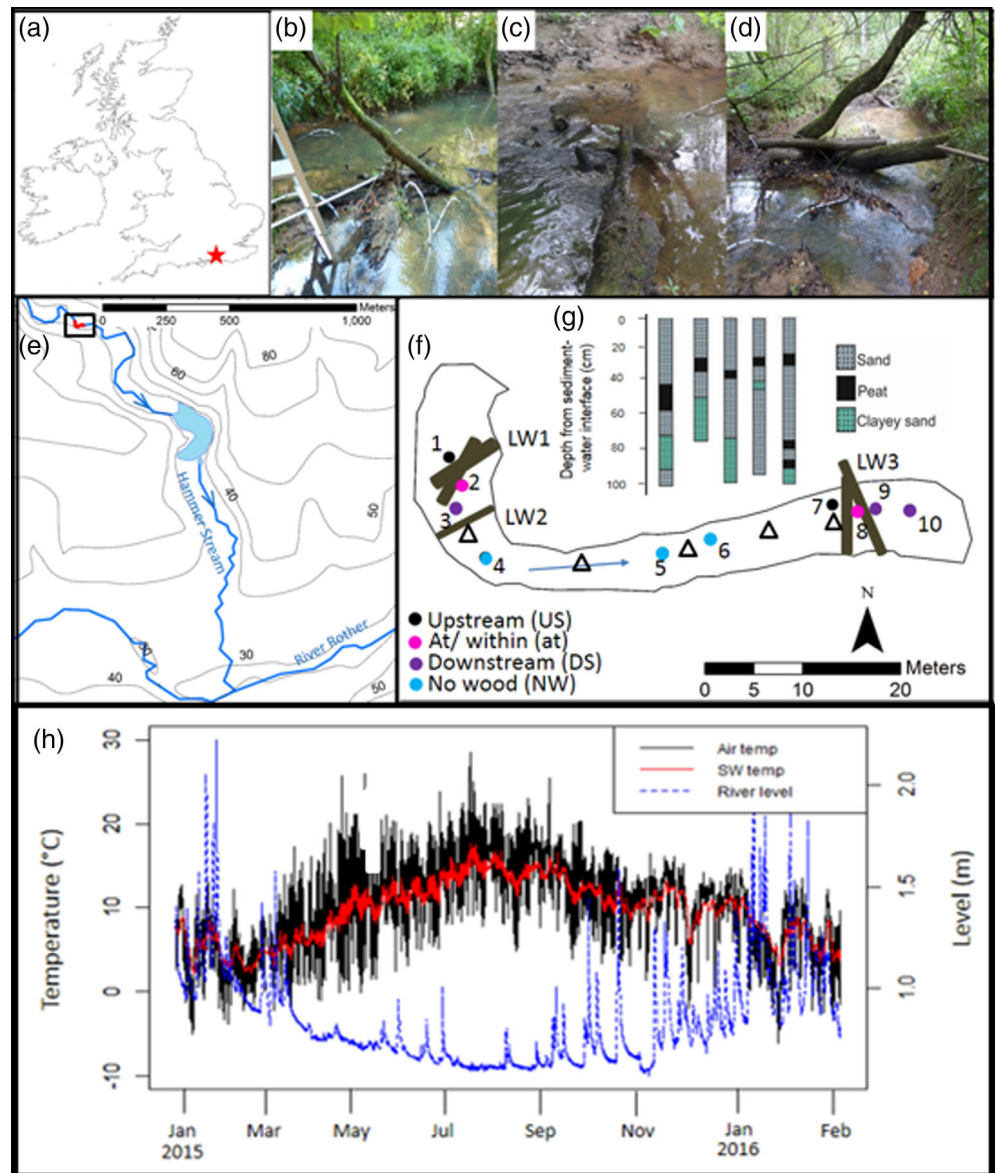 (a)
(b)
(c)
(d)
(e)
0 250 500 1,000
Meters
80
60
40
50
40
30
50
Hammer Stream
River Rother
(f)
(g)
0
20
40
60
80
100
Depth from sediment-
water interface (cm)
Sand
Peat
Clayey sand
1
2
3
4
5
6
7
8
9
10
LW1
LW2
LW3
Upstream (US)
At/ within (at)
Downstream (DS)
No wood (NW)
N
Meters
0 5 10 20
(h)
Air temp
SW temp
River level
Temperature (°C)
30
20
10
0
-10
Level (m)
2.0
1.5
1.0
Jan Mar May Jul Sep Nov Jan Feb
2015 2016